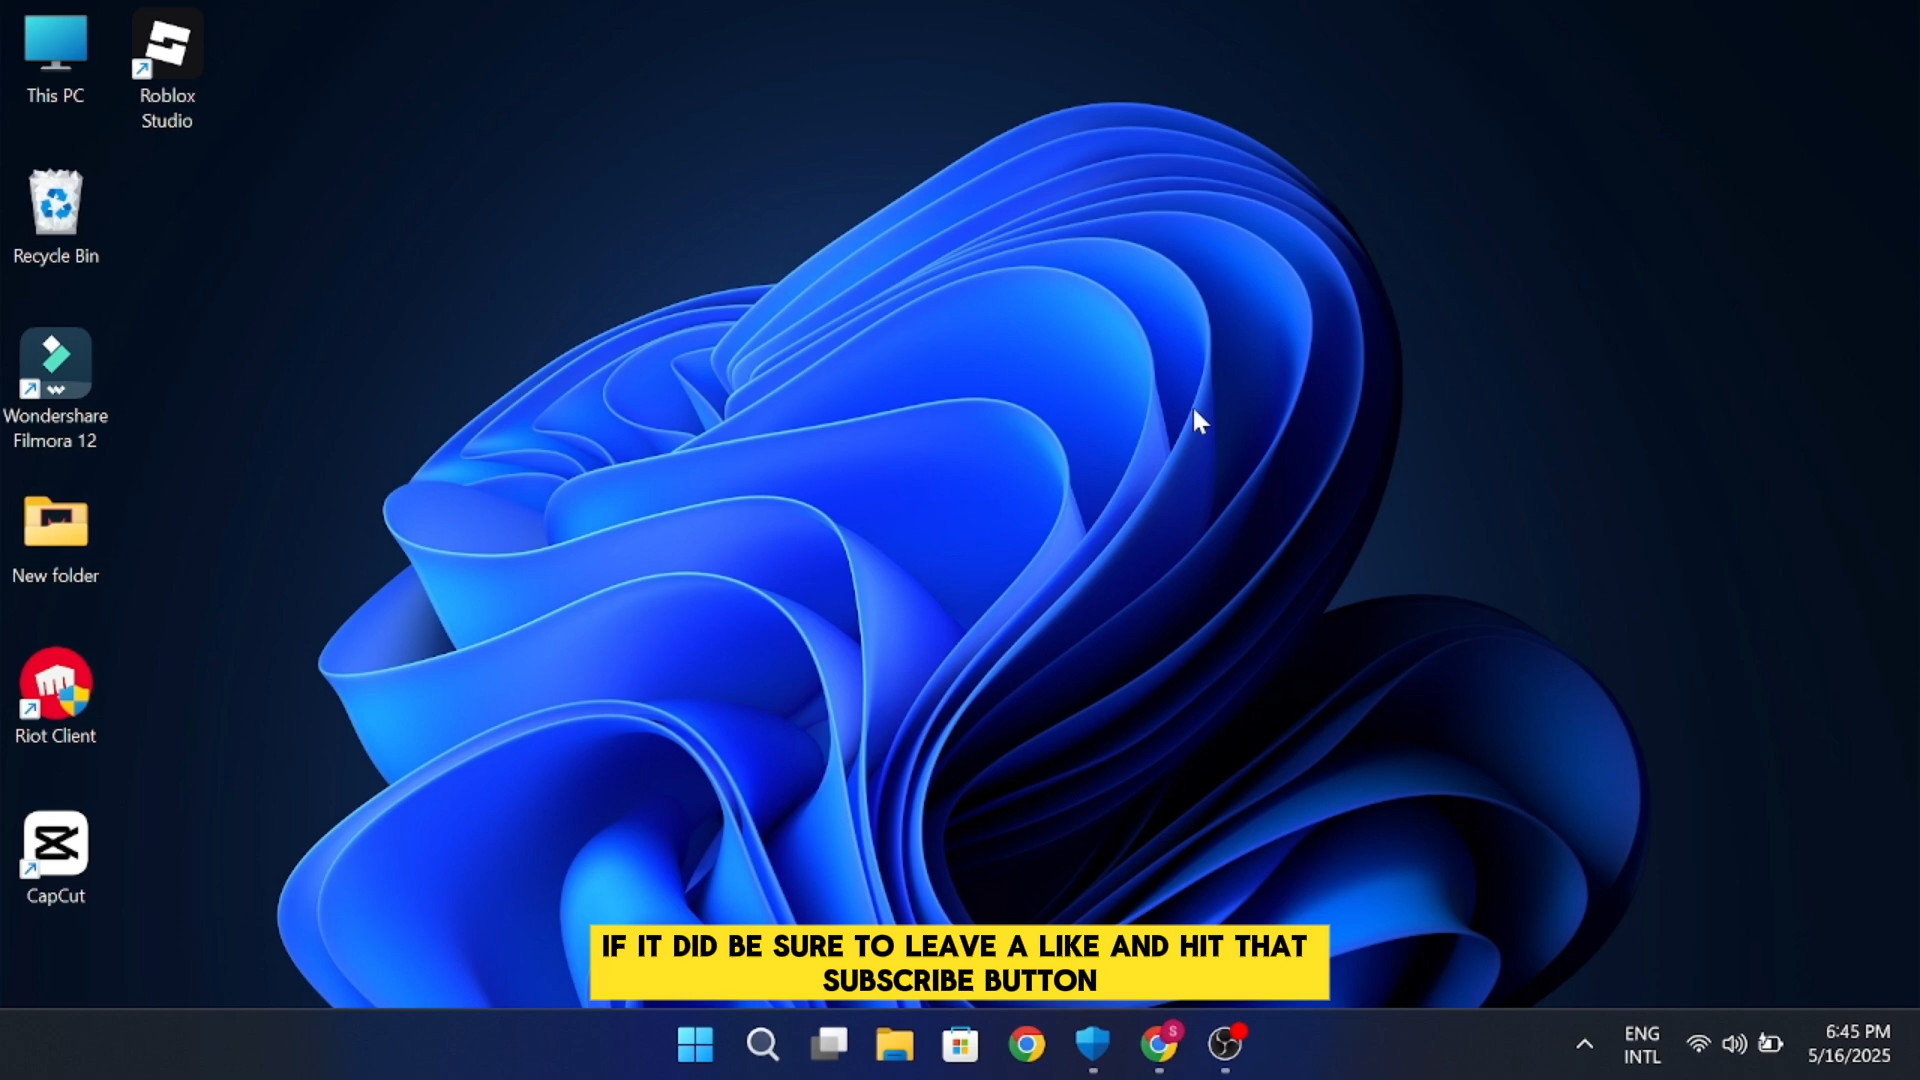 This PC
Roblox
Studio
Recycle Bin
Wondershare
Filmora 12
New folder
Riot Client
CapCut
IF IT DID BE SURE TO LEAVE A LIKE AND HIT THAT
SUBSCRIBE BUTTON
S
ENG
INTL
6:45 PM
5/16/2025